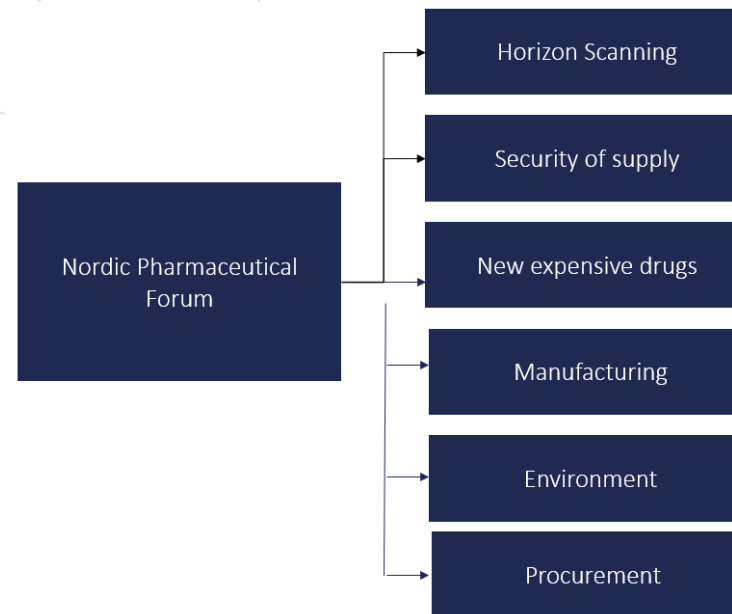 Horizon Scanning
Security of supply
Nordic Pharmaceutical
Forum
New expensive drugs
Manufacturing
Environment
Procurement